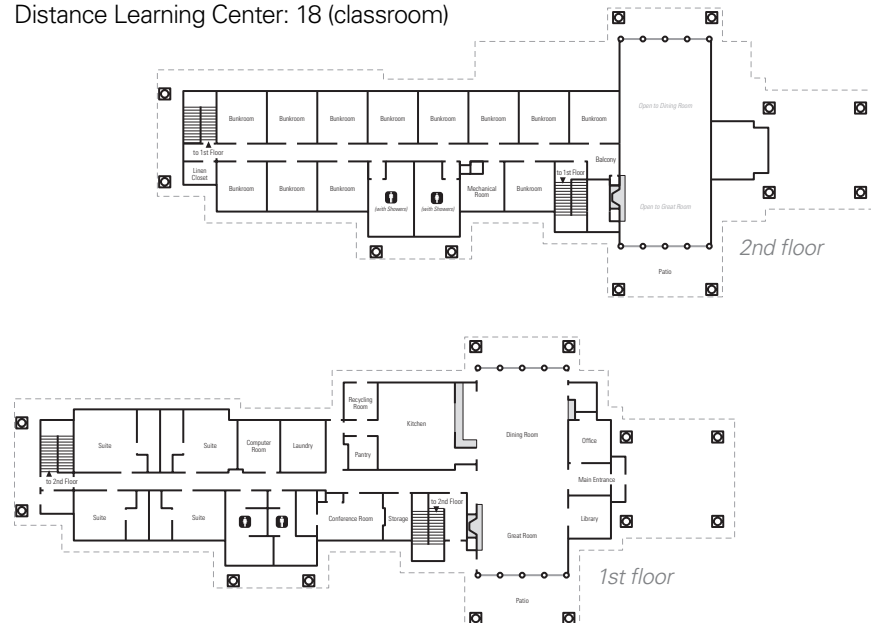 Distance Learning Center: 18 (classroom)
Bunkroom
Bunkroom
Bunkroom
Bunkroom
Bunkroom
Bunkroom
Bunkroom
Bunkroom
Open to Dining Room
to 1st Floor
Balcony
Linen
Closet
to 1st Floor
Bunkroom
Bunkroom
Bunkroom
(with Showers)
(with Showers)
Mechanical
Room
Bunkroom
Open to Great Room
2nd floor
Patio
Recycling
Room
Kitchen
Dining Room
Suite
Suite
Computer
Room
Laundry
Pantry
Office
to 2nd Floor
Main Entrance
to 2nd Floor
Suite
Suite
Conference Room
Storage
Library
Great Room
1st floor
Patio